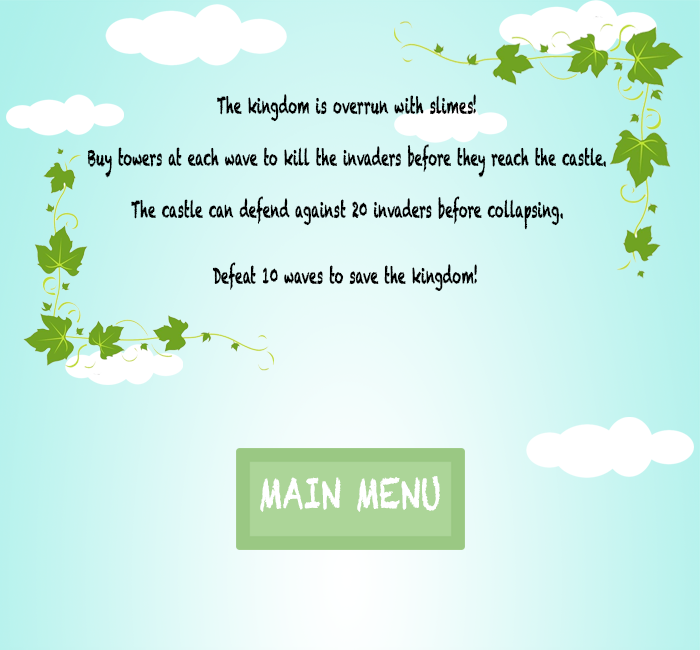 The kingdom is overrun with slimes!
Buy towers at each wave to kill the invaders before they reach the castle.
The castle can defend against 20 invaders before collapsing.
Defeat 10 waves to save the kingdom!
MAIN MENU